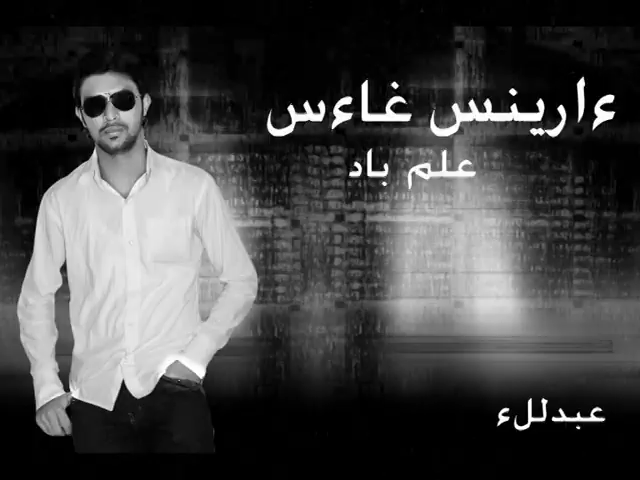 ءارينس غاءس
علم باد
عبدللء